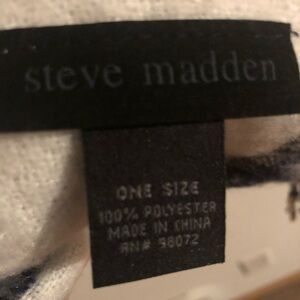 steve madden
ONE SIZE
100% POLYESTER
MADE IN CHINA
RN# 98072